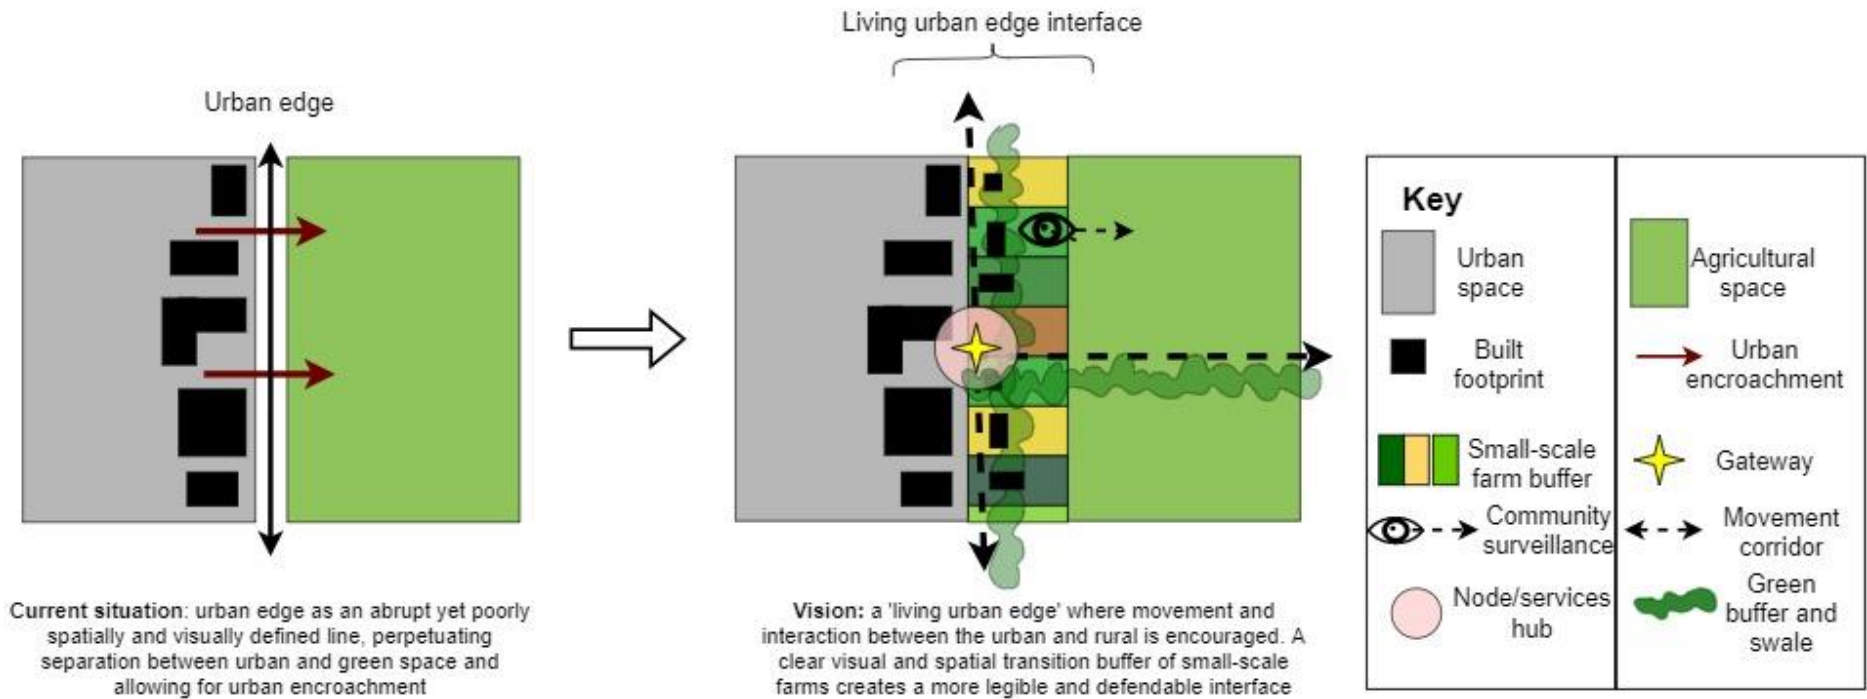 Living urban edge interface
Urban edge
Current situation: urban edge as an abrupt yet poorly
spatially and visually defined line, perpetuating
separation between urban and green space and
allowing for urban encroachment
Vision: a 'living urban edge' where movement and
interaction between the urban and rural is encouraged. A
clear visual and spatial transition buffer of small-scale
farms creates a more legible and defendable interface
Key
Urban
space
Built
footprint
Small-scale
farm buffer
Community
surveillance
Node/services
hub
Agricultural
space
Urban
encroachment
Gateway
Movement
corridor
Green
buffer and
swale